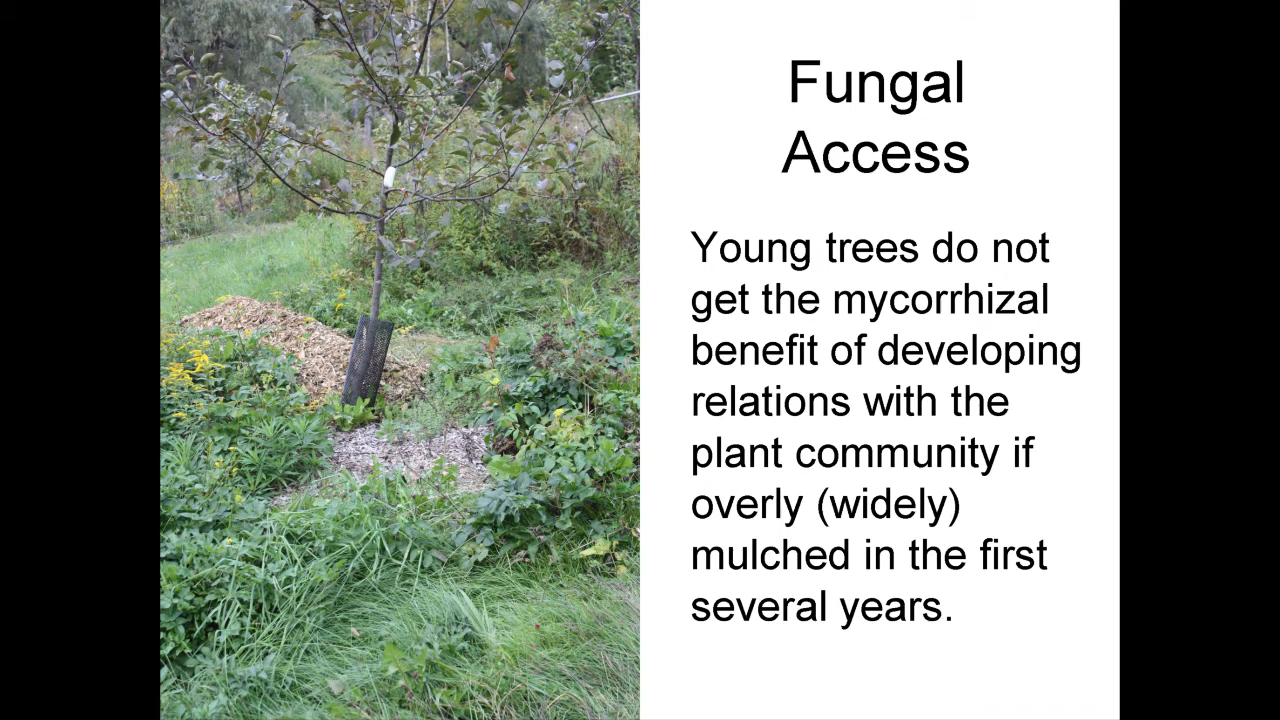 Fungal
Access
Young trees do not
get the mycorrhizal
benefit of developing
relations with the
plant community if
overly (widely)
mulched in the first
several years.